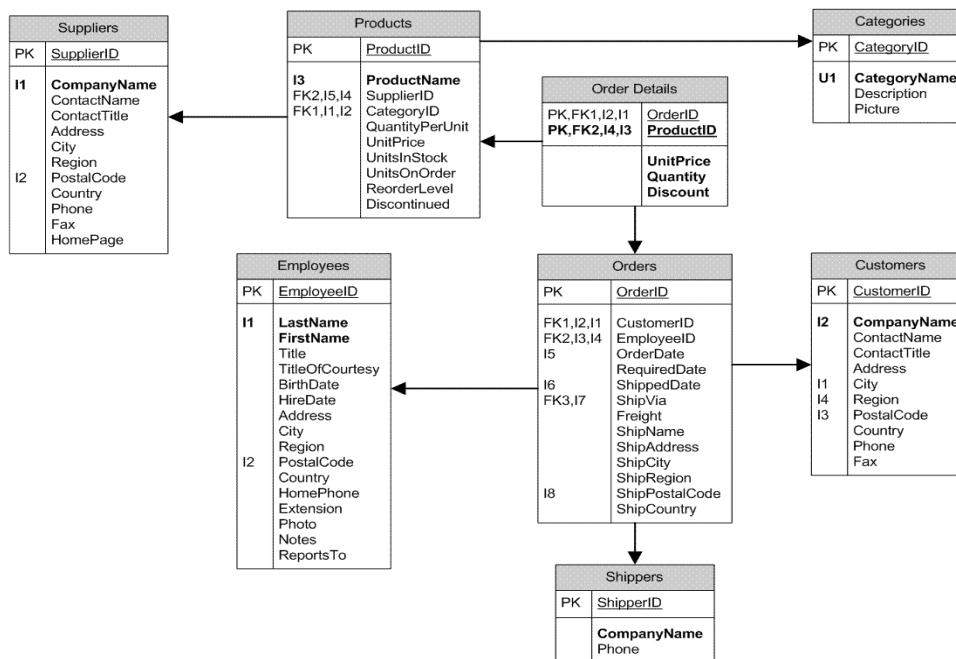 Suppliers
PK SupplierID
I1 CompanyName
ContactName
ContactTitle
Address
City
Region
I2 PostalCode
Country
Phone
Fax
HomePage
Products
PK ProductID
I3 ProductName
FK2,I5,I4 SupplierID
FK1,I1,I2 CategoryID
QuantityPerUnit
UnitPrice
UnitsInStock
UnitsOnOrder
ReorderLevel
Discontinued
Categories
PK CategoryID
U1 CategoryName
Description
Picture
Order Details
PK,FK1,I2,I1 OrderID
PK,FK2,I4,I3 ProductID
UnitPrice
Quantity
Discount
Employees
PK EmployeeID
I1 LastName
FirstName
Title
TitleOfCourtesy
BirthDate
HireDate
Address
City
Region
I2 PostalCode
Country
HomePhone
Extension
Photo
Notes
ReportsTo
Orders
PK OrderID
FK1,I2,I1 CustomerID
FK2,I3,I4 EmployeeID
I5 OrderDate
RequiredDate
I6 ShippedDate
FK3,I7 ShipVia
Freight
ShipName
ShipAddress
ShipCity
ShipRegion
I8 ShipPostalCode
ShipCountry
Customers
PK CustomerID
I2 CompanyName
ContactName
ContactTitle
Address
I1 City
I4 Region
I3 PostalCode
Country
Phone
Fax
Shippers
PK ShipperID
CompanyName
Phone